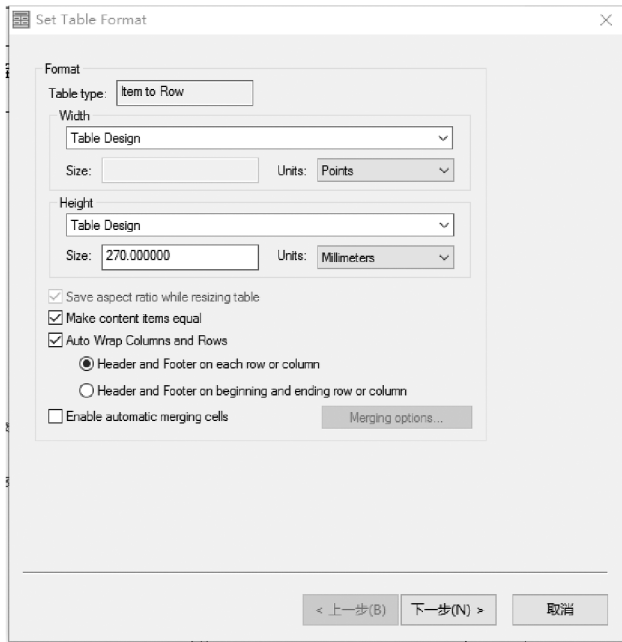 Set Table Format
Format
Table type: Item to Row
Width
Table Design
Size: Units: Points
Height
Table Design
Size: 270.000000 Units: Millimeters
Save aspect ratio while resizing table
Make content items equal
Auto Wrap Columns and Rows
Header and Footer on each row or column
Header and Footer on beginning and ending row or column
Enable automatic merging cells Merging options...
< 上一步(B) 下一步(N) > 取消